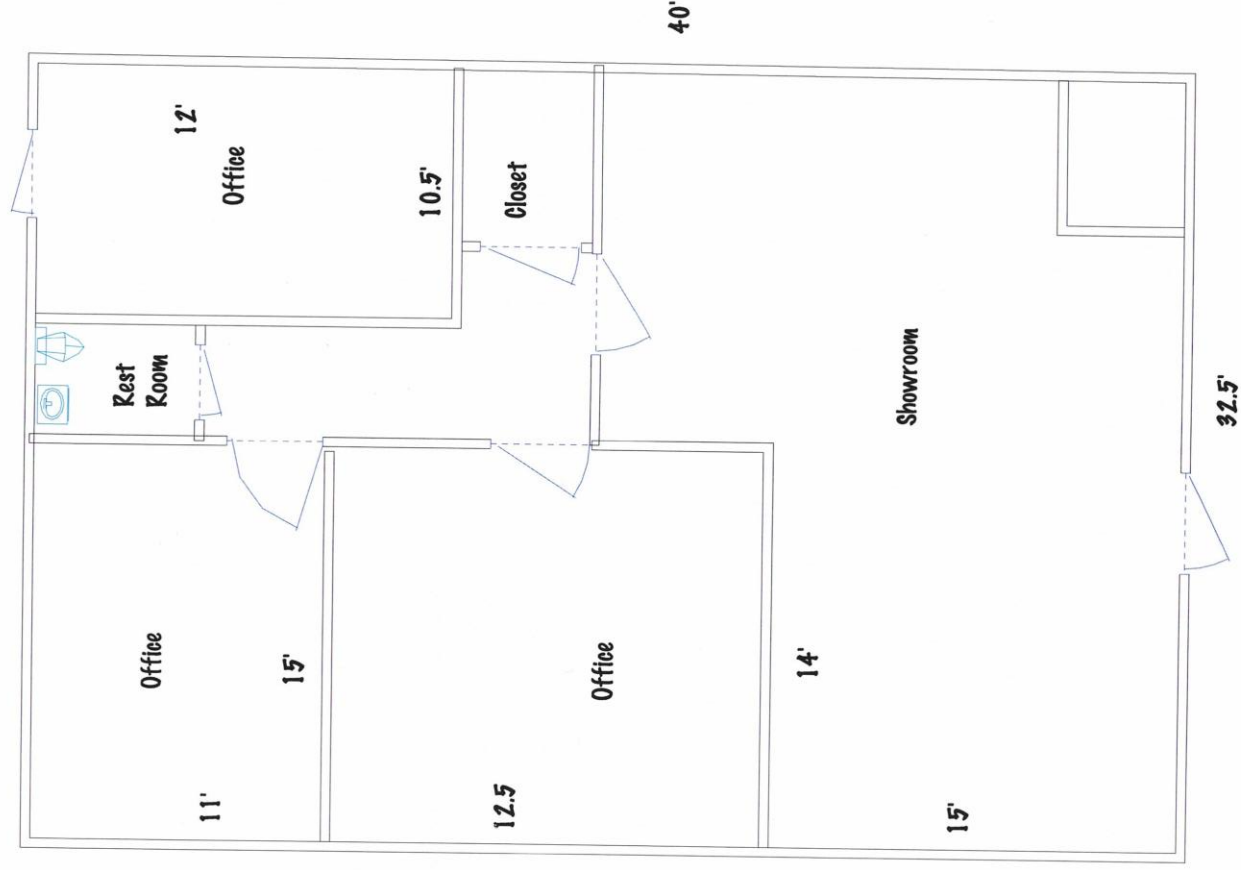 40'
12'
Office
10.5'
Closet
Rest
Room
Showroom
32.5'
Office
15'
11'
Office
14'
12.5
15'